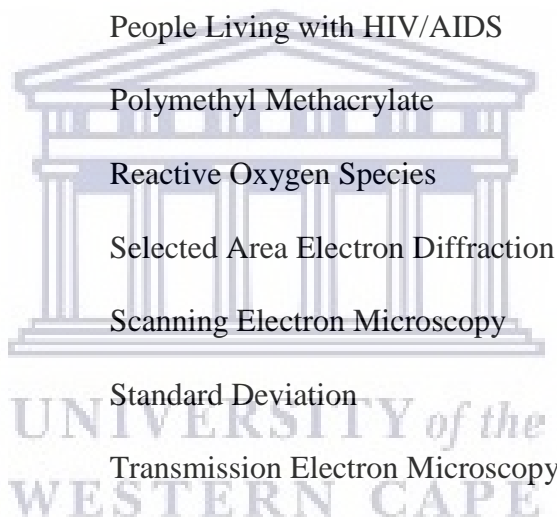 People Living with HIV/AIDS
Polymethyl Methacrylate
Reactive Oxygen Species
Selected Area Electron Diffraction
Scanning Electron Microscopy
Standard Deviation
UNIVERSITY of the
Transmission Electron Microscopy
WESTERN CAPE